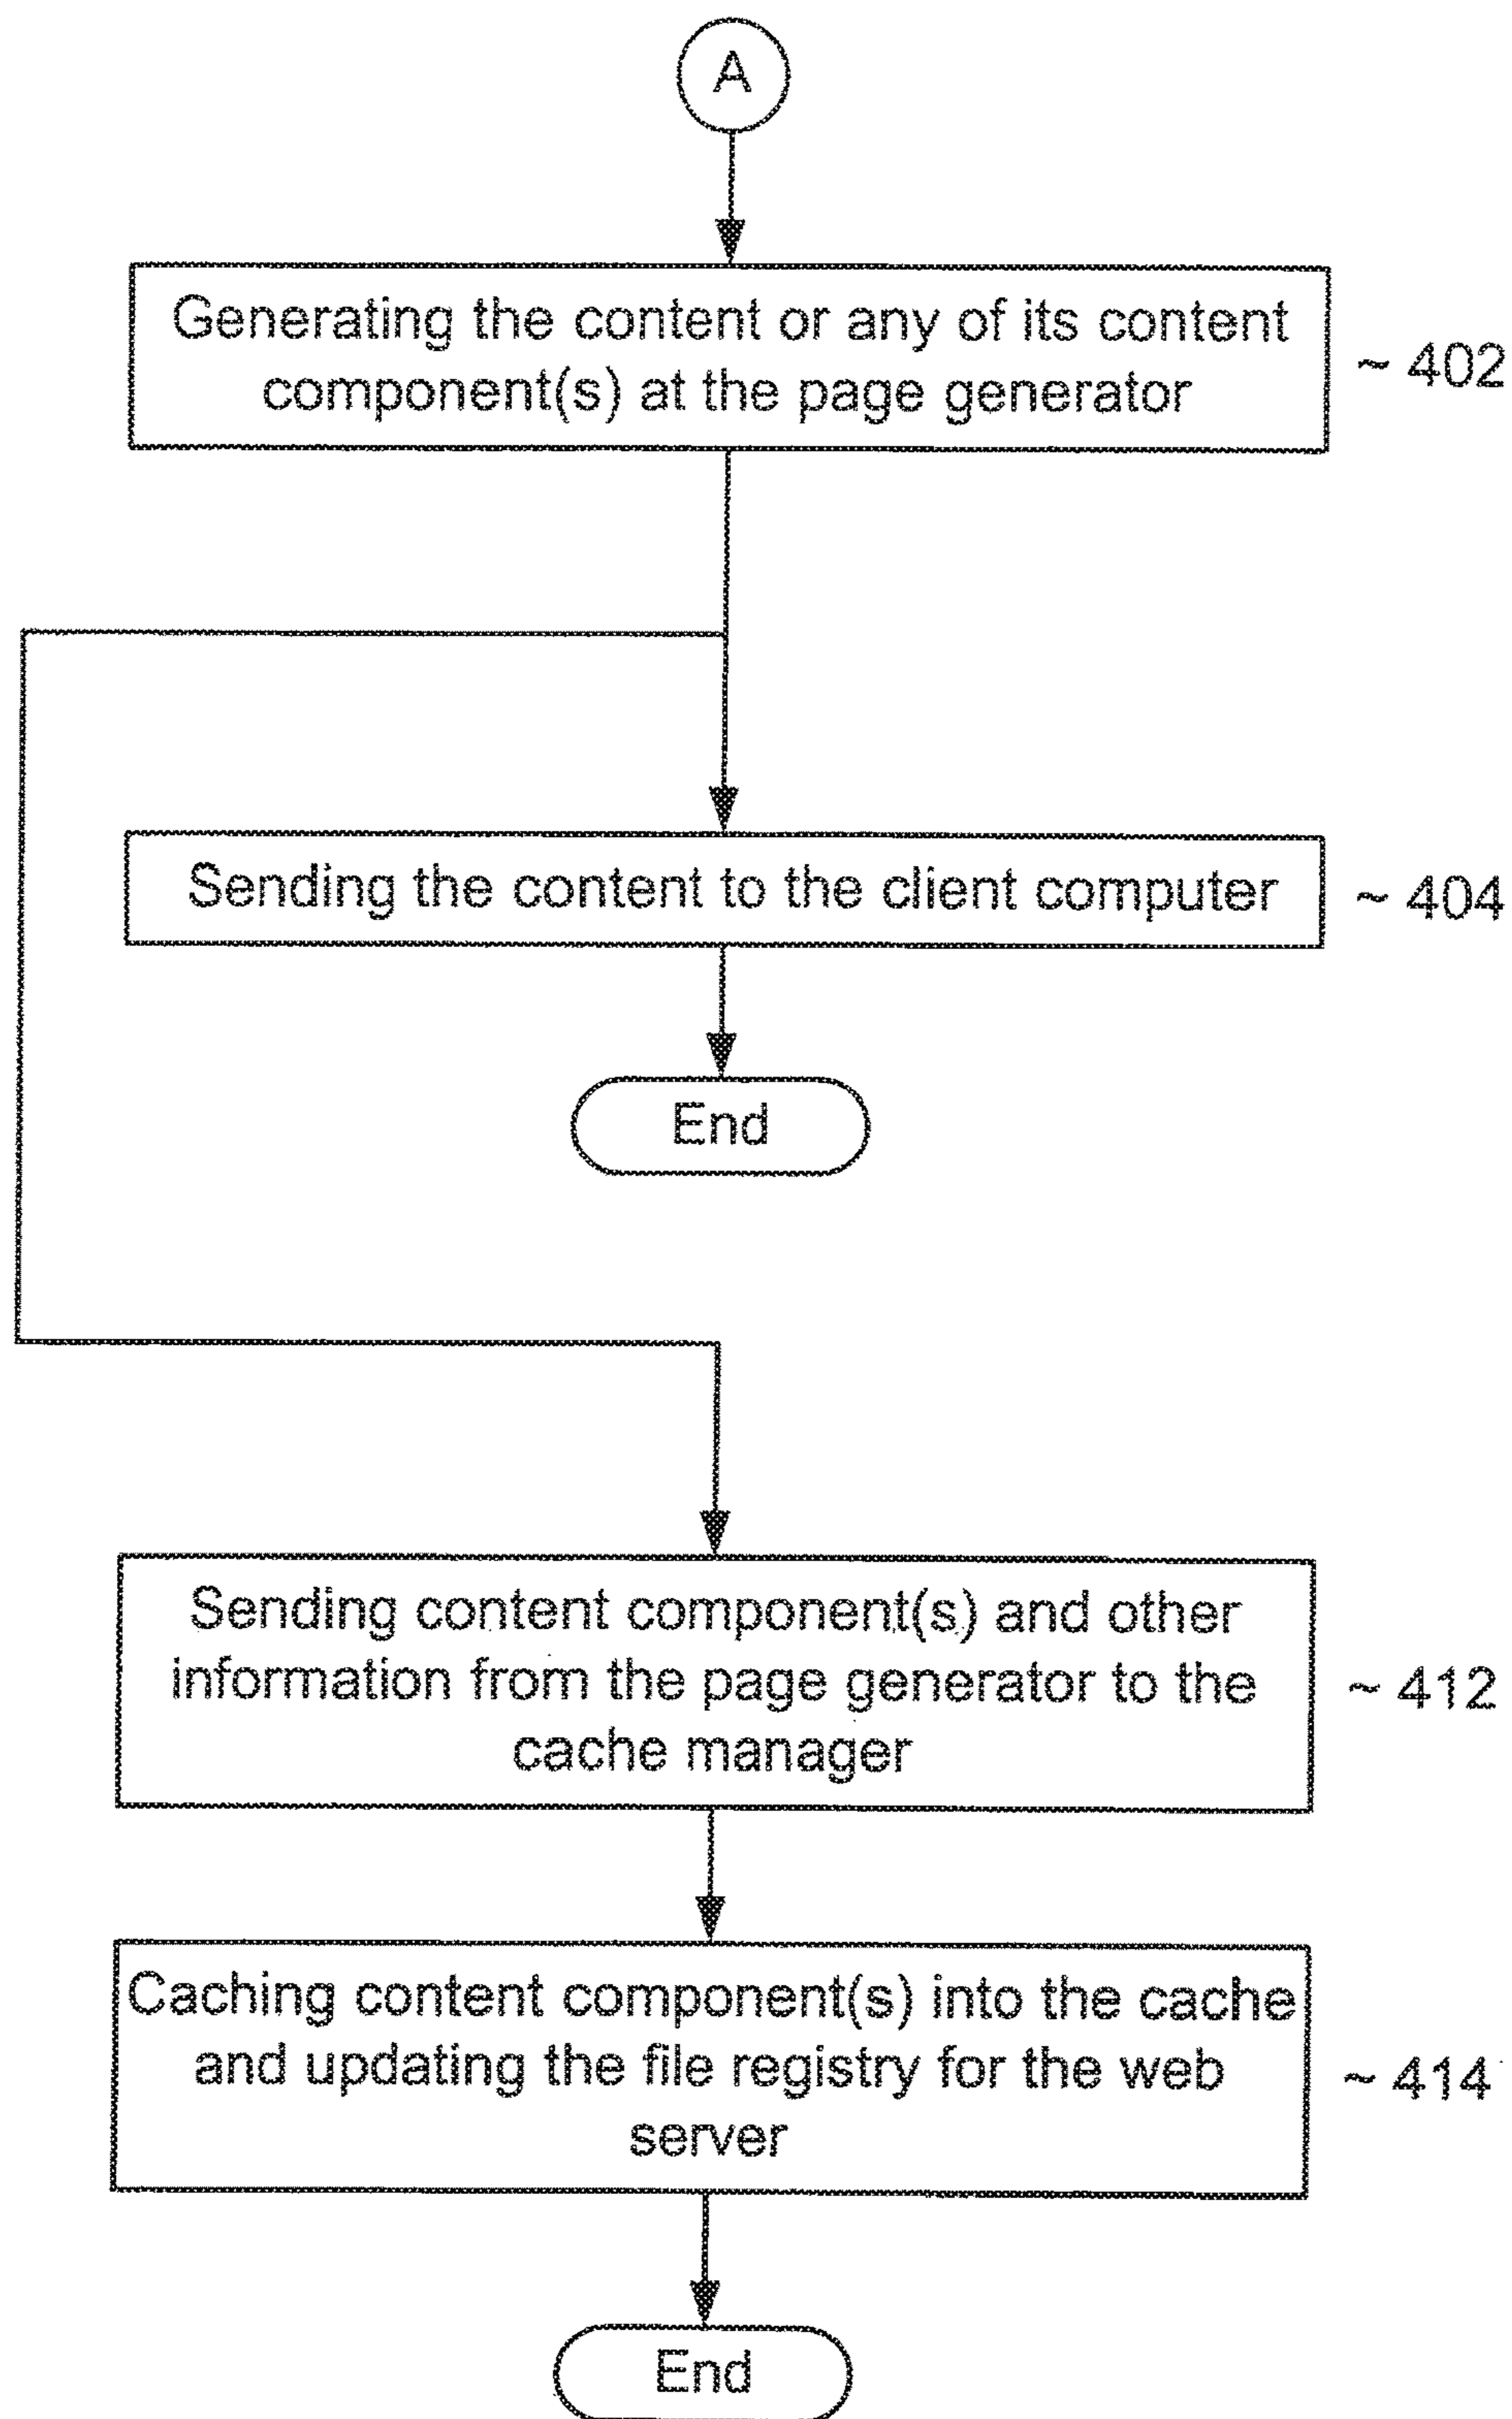 A
Generating the content or any of its content
component(s) at the page generator
~ 402
Sending the content to the client computer
~ 404
End
Sending content component(s) and other
information from the page generator to the
cache manager
~ 412
Caching content component(s) into the cache
and updating the file registry for the web
server
~ 414
End